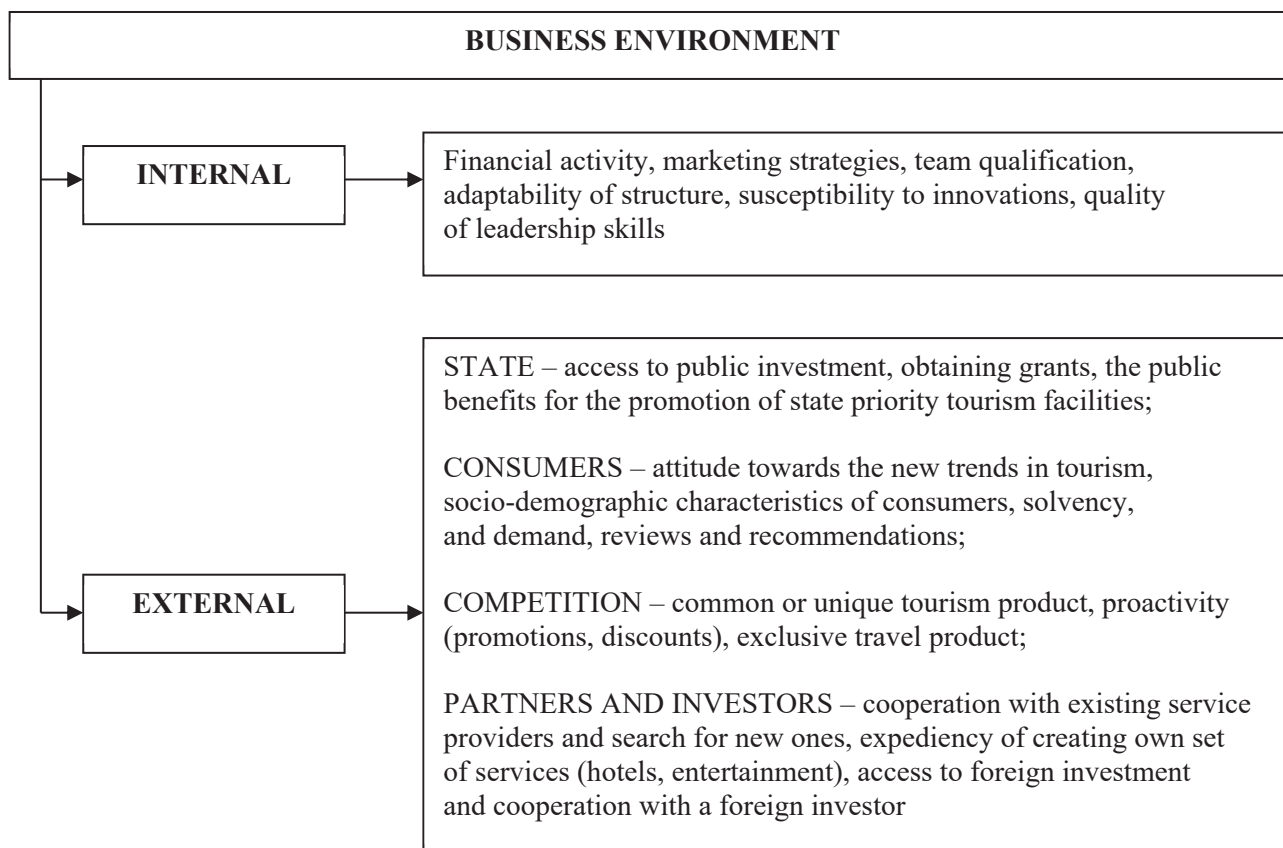 BUSINESS ENVIRONMENT
INTERNAL
Financial activity, marketing strategies, team qualification,
adaptability of structure, susceptibility to innovations, quality
of leadership skills
EXTERNAL
STATE – access to public investment, obtaining grants, the public
benefits for the promotion of state priority tourism facilities;
CONSUMERS – attitude towards the new trends in tourism,
socio-demographic characteristics of consumers, solvency,
and demand, reviews and recommendations;
COMPETITION – common or unique tourism product, proactivity
(promotions, discounts), exclusive travel product;
PARTNERS AND INVESTORS – cooperation with existing service
providers and search for new ones, expediency of creating own set
of services (hotels, entertainment), access to foreign investment
and cooperation with a foreign investor